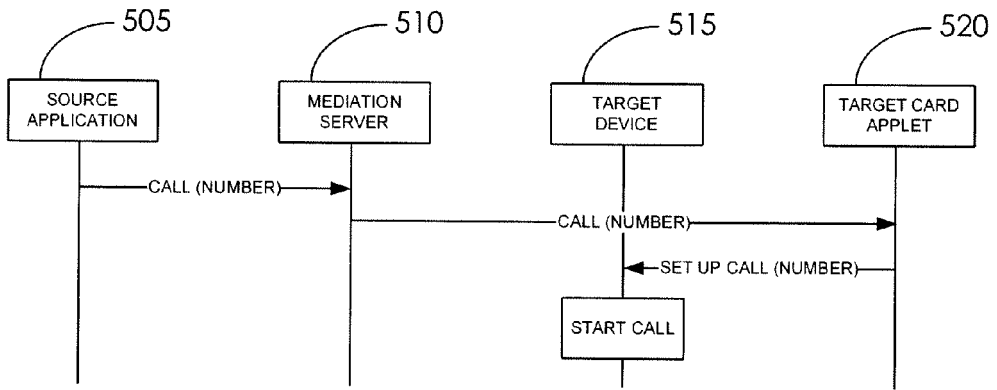 505
510
515
520
SOURCE
APPLICATION
MEDIATION
SERVER
TARGET
DEVICE
TARGET CARD
APPLET
CALL (NUMBER)
CALL (NUMBER)
SET UP CALL (NUMBER)
START CALL